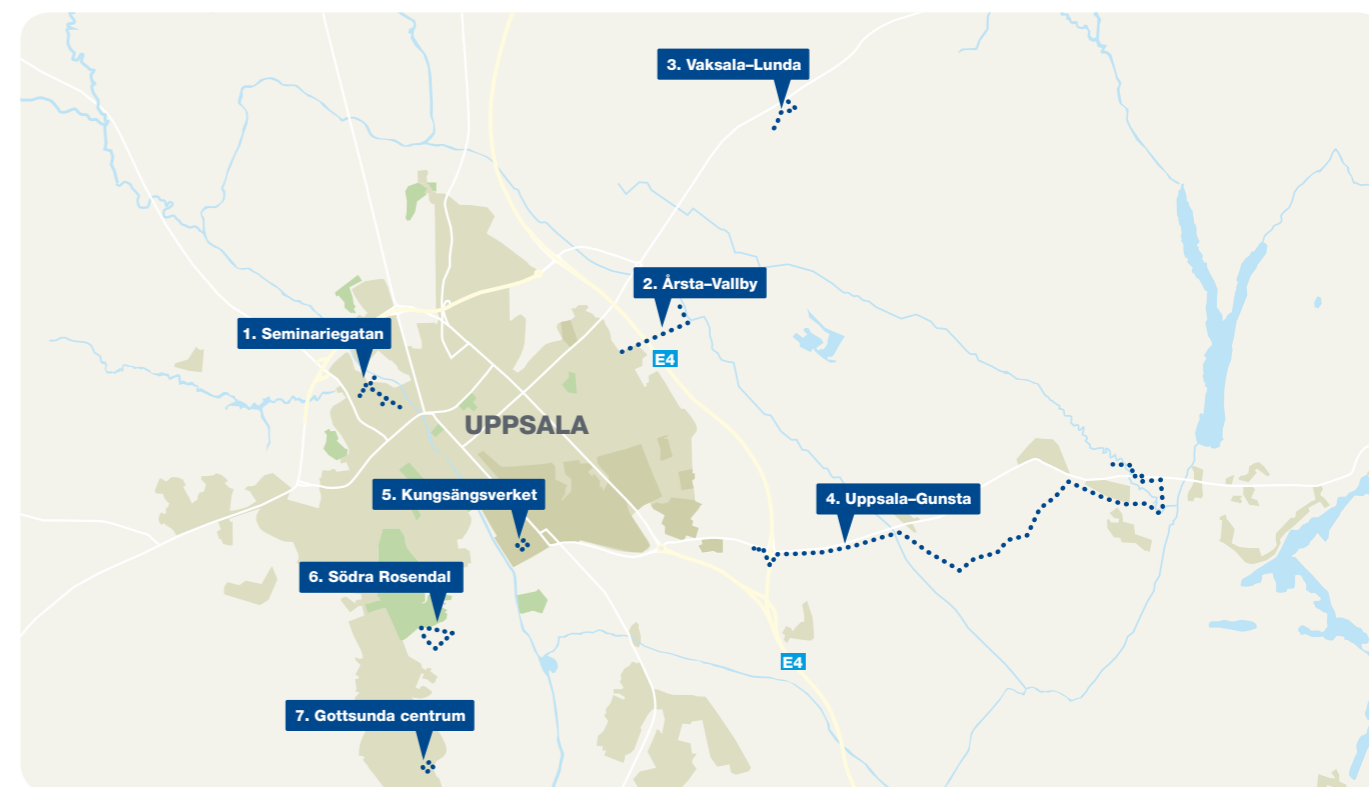 3. Vaksala–Lunda
2. Årsta–Vallby
1. Seminariegatan
E4
UPPSALA
5. Kungsängsverket
4. Uppsala–Gunsta
6. Södra Rosendal
E4
7. Gottsunda centrum